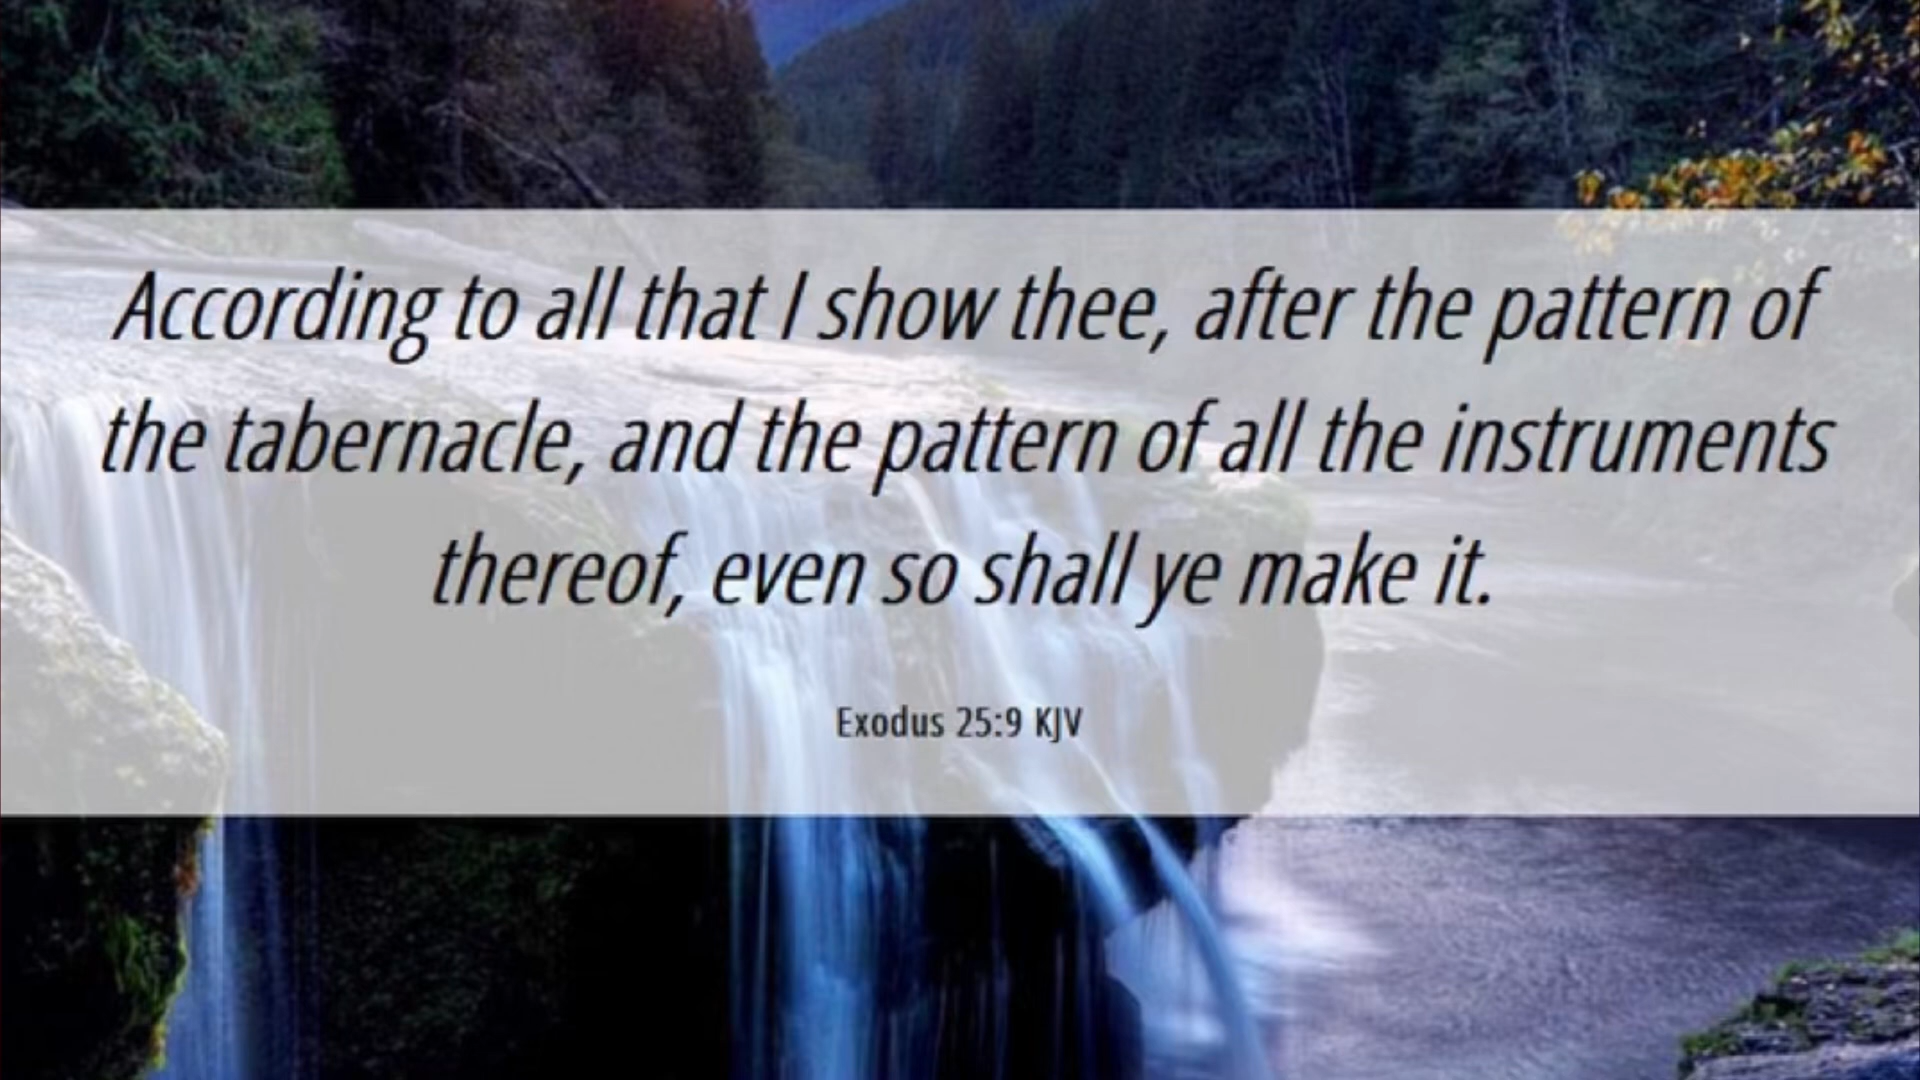 According to all that I show thee, after the pattern of
the tabernacle, and the pattern of all the instruments
thereof, even so shall ye make it.
Exodus 25:9 KJV